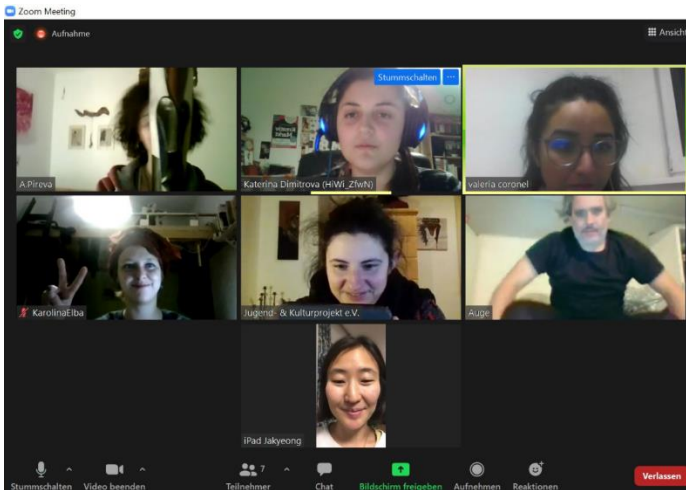 Zoom Meeting
Aufnahme
Ansicht
Stummschalten ...
A Pireva
Katerina Dimitrova (HiWi_ZfwN)
valeria coronel
KarolinaElba
Jugend- & Kulturprojekt e.V.
Auge
iPad Jakyeong
7
Stummschalten Video beenden Teilnehmer Chat Bildschirm freigeben Aufnehmen Reaktionen Verlassen